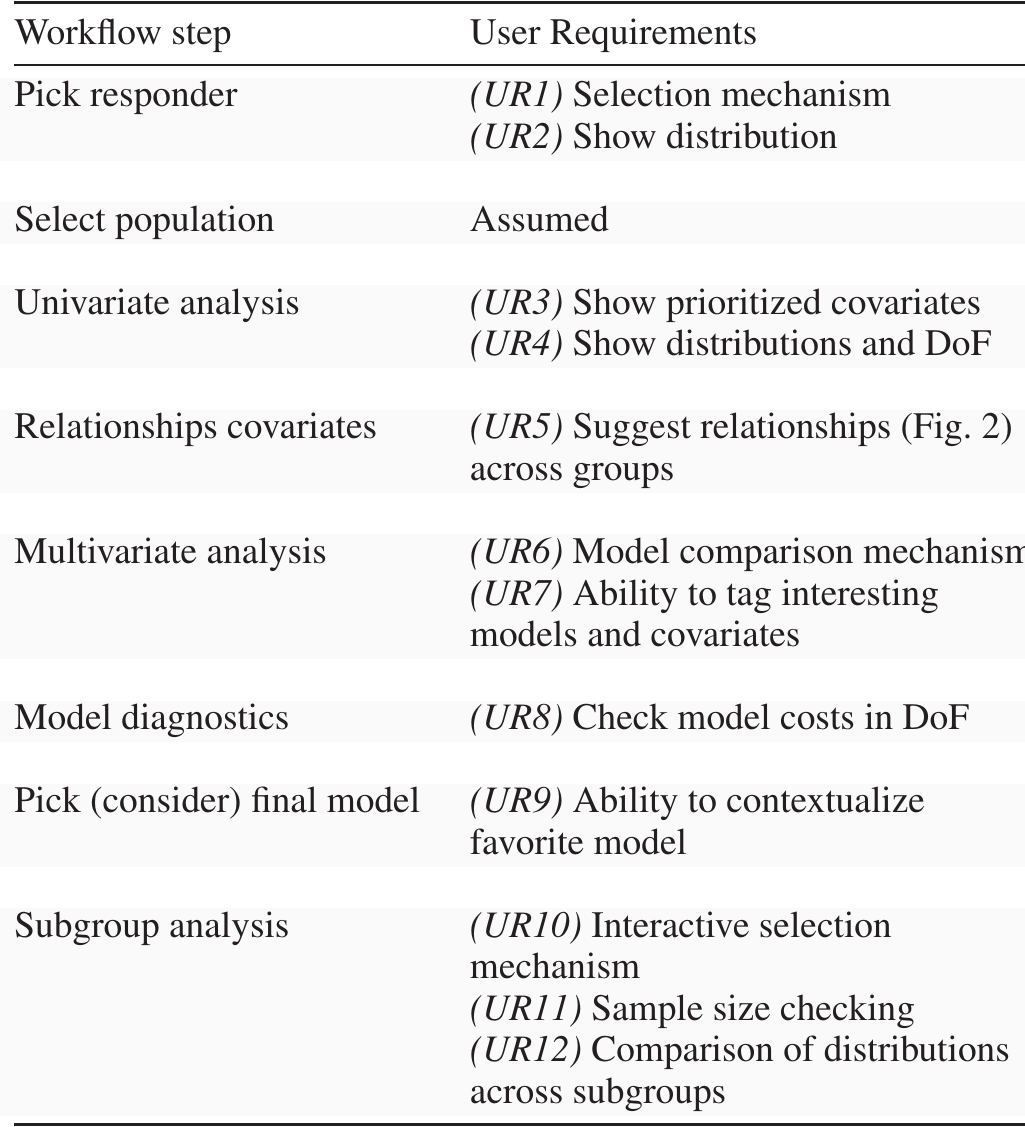 Workflow step User Requirements
Pick responder (UR1) Selection mechanism
(UR2) Show distribution
Select population Assumed
Univariate analysis (UR3) Show prioritized covariates
(UR4) Show distributions and DoF
Relationships covariates (UR5) Suggest relationships (Fig. 2)
across groups
Multivariate analysis (UR6) Model comparison mechanism
(UR7) Ability to tag interesting
models and covariates
Model diagnostics (UR8) Check model costs in DoF
Pick (consider) final model (UR9) Ability to contextualize
favorite model
Subgroup analysis (UR10) Interactive selection
mechanism
(UR11) Sample size checking
(UR12) Comparison of distributions
across subgroups